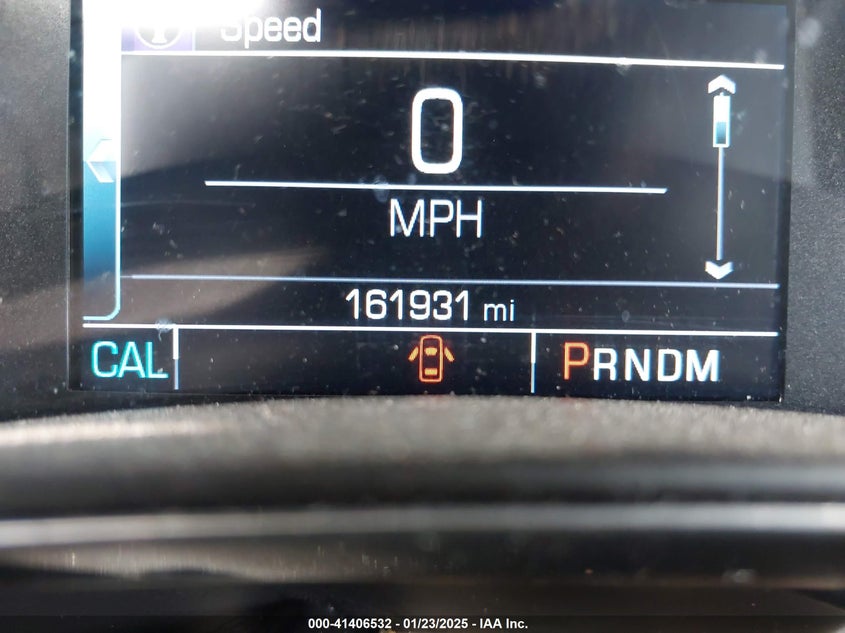 Speed
0
MPH
161931 mi
CAL
PRNDM
000-41406532 - 01/23/2025 - IAA Inc.